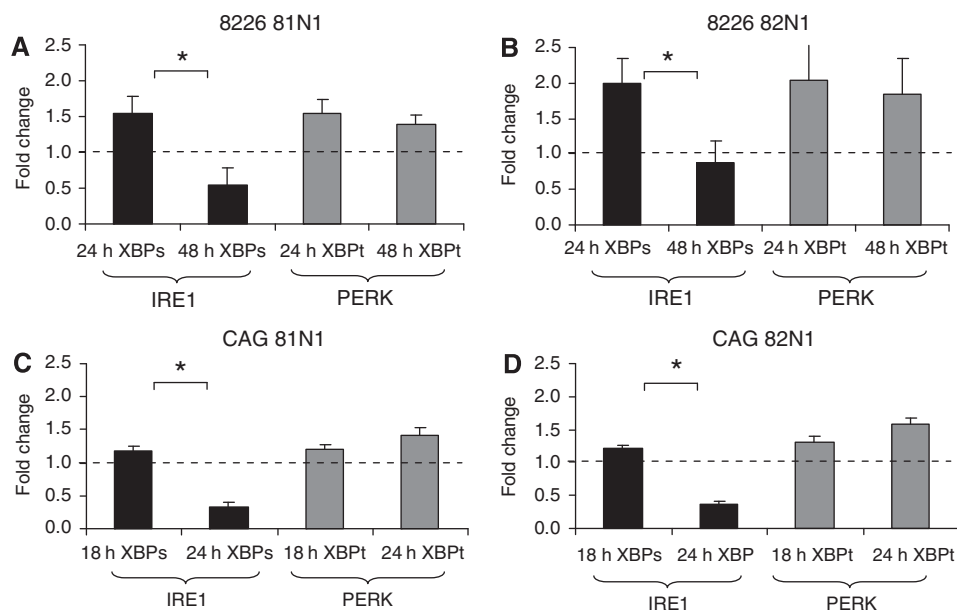 A
8226 81N1
Fold change
2.5
2.0
1.5
1.0
0.5
0.0
*
24 h XBPs 48 h XBPs 24 h XBPt 48 h XBPt
IRE1 PERK
B
8226 82N1
Fold change
2.5
2.0
1.5
1.0
0.5
0.0
*
24 h XBPs 48 h XBPs 24 h XBPt 48 h XBPt
IRE1 PERK
C
CAG 81N1
Fold change
2.5
2.0
1.5
1.0
0.5
0.0
*
18 h XBPs 24 h XBPs 18 h XBPt 24 h XBPt
IRE1 PERK
D
CAG 82N1
Fold change
2.5
2.0
1.5
1.0
0.5
0.0
*
18 h XBPs 24 h XBP 18 h XBPt 24 h XBPt
IRE1 PERK